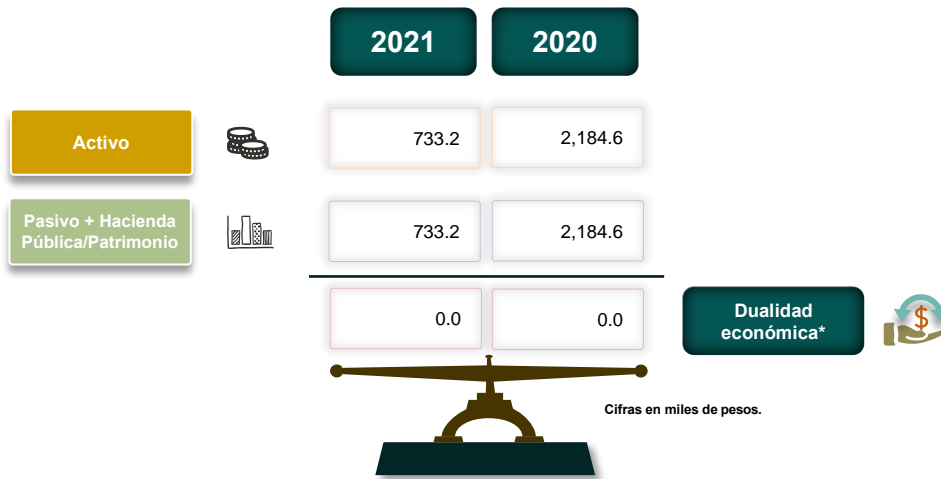 2021 2020
Activo 733.2 2,184.6
Pasivo + Hacienda
Pública/Patrimonio 733.2 2,184.6
0.0 0.0 Dualidad
económica*
$
Cifras en miles de pesos.